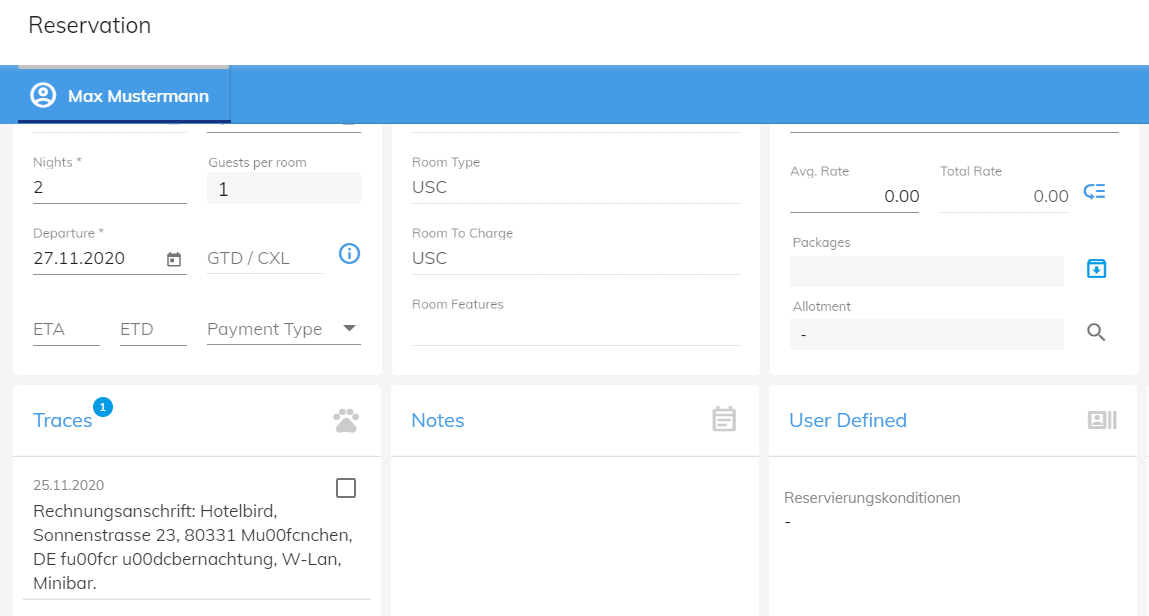 Reservation
Max Mustermann
Nights *
2
Guests per room
1
Departure *
27.11.2020
GTD / CXL
ETA
ETD
Payment Type
Room Type
USC
Room To Charge
USC
Room Features
Avg. Rate
0.00
Total Rate
0.00
Packages
Allotment
-
Traces
1
25.11.2020
Rechnungsanschrift: Hotelbird,
Sonnenstrasse 23, 80331 Mu00fcnchen,
DE fu00fcr u00dcbernachtung, W-Lan,
Minibar.
Notes
User Defined
Reservierungskonditionen
-